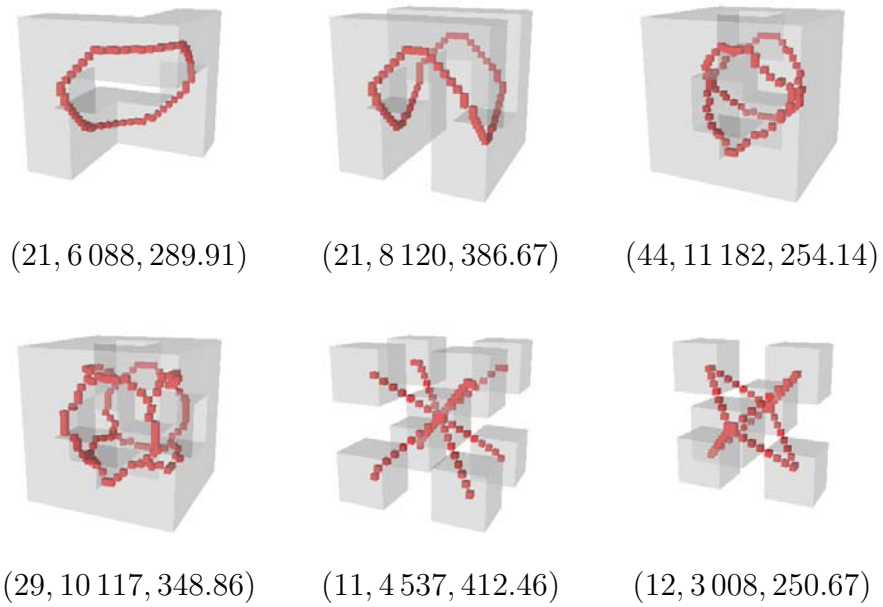 (21, 6 088, 289.91) (21, 8 120, 386.67) (44, 11 182, 254.14)
(29, 10 117, 348.86) (11, 4 537, 412.46) (12, 3 008, 250.67)